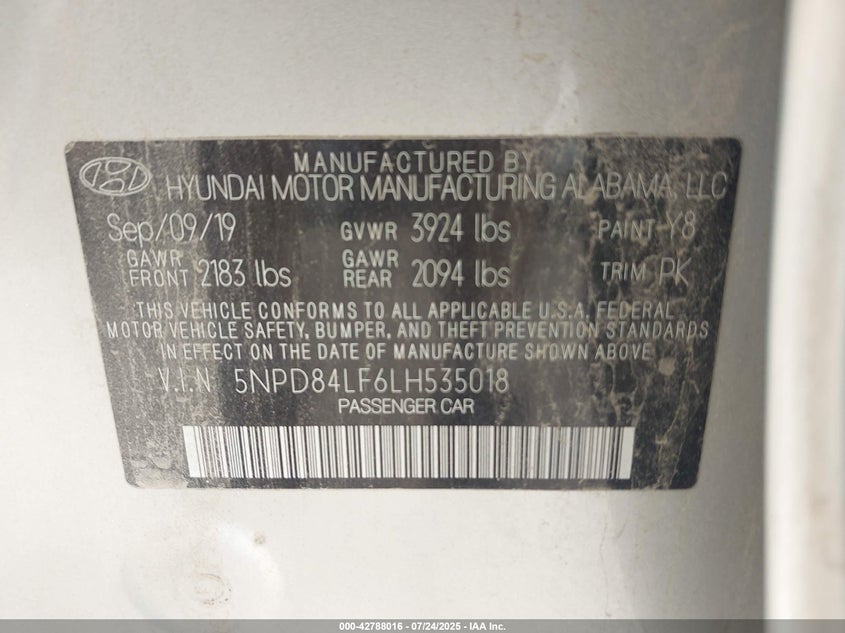 MANUFACTURED BY
HYUNDAI MOTOR MANUFACTURING ALABAMA, LLC
Sep/09/19 GVWR 3924 lbs PAINT Y8
GAWR FRONT 2183 lbs GAWR REAR 2094 lbs TRIM PK
THIS VEHICLE CONFORMS TO ALL APPLICABLE U.S.A. FEDERAL
MOTOR VEHICLE SAFETY, BUMPER, AND THEFT PREVENTION STANDARDS
IN EFFECT ON THE DATE OF MANUFACTURE SHOWN ABOVE.
V.I.N 5NPD84LF6LH535018
PASSENGER CAR
000-42788016 - 07/24/2025 - IAA Inc.